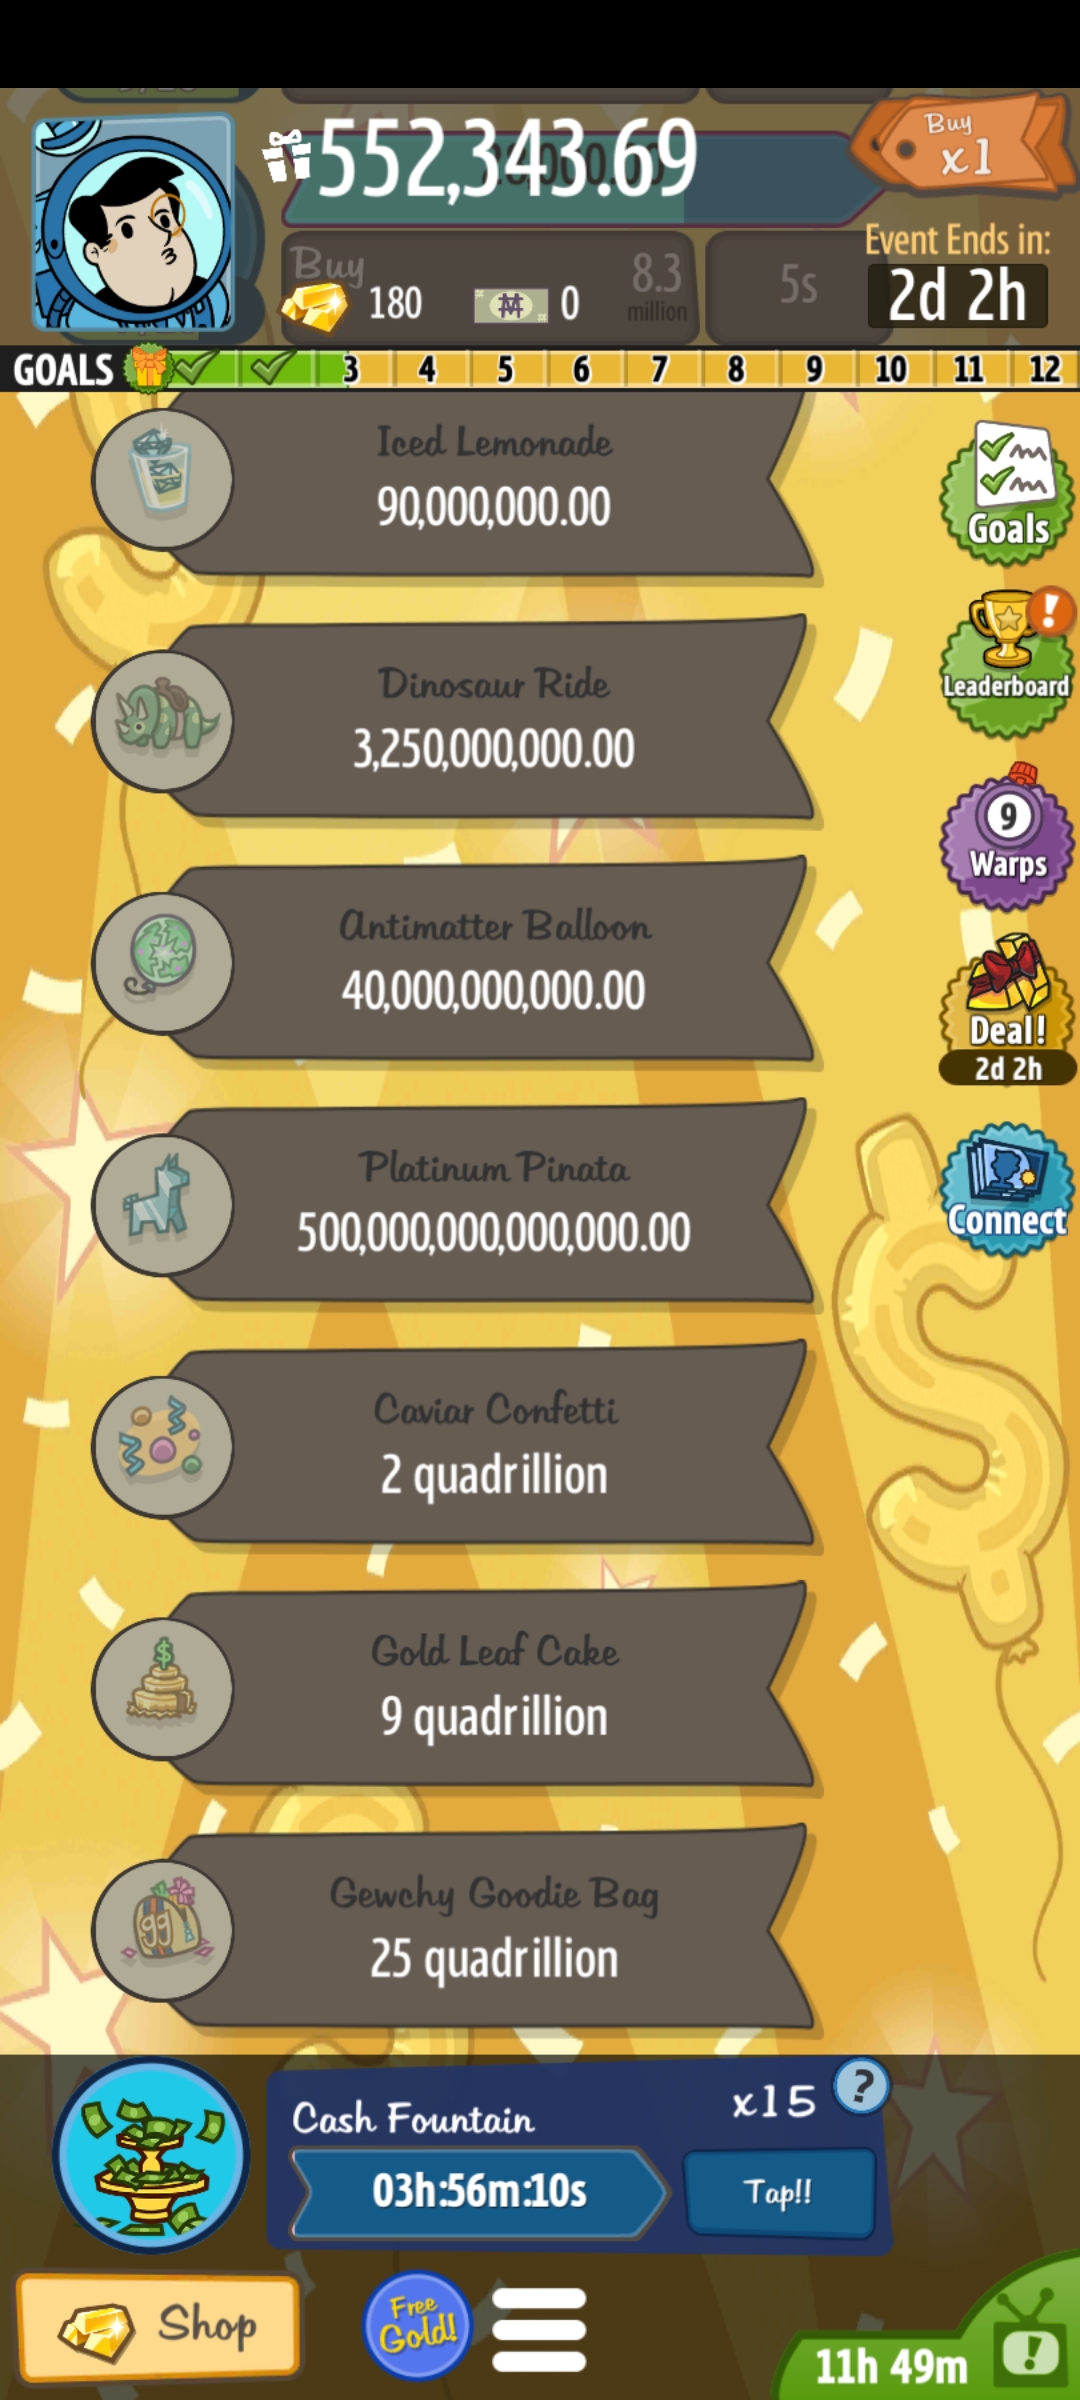 552,343.69
Buy
x1
Event Ends in:
2d 2h
Buy
8.3
million
5s
180
0
GOALS
3 4 5 6 7 8 9 10 11 12
Iced Lemonade
90,000,000.00
Goals
Dinosaur Ride
3,250,000,000.00
Leaderboard
9
Warps
Antimatter Balloon
40,000,000,000.00
Deal!
2d 2h
Platinum Pinata
500,000,000,000,000.00
Connect
Caviar Confetti
2 quadrillion
Gold Leaf Cake
9 quadrillion
Gewchy Goodie Bag
25 quadrillion
Cash Fountain
x15
?
03h:56m:10s
Tap!!
Shop
Free
Gold!
11h 49m